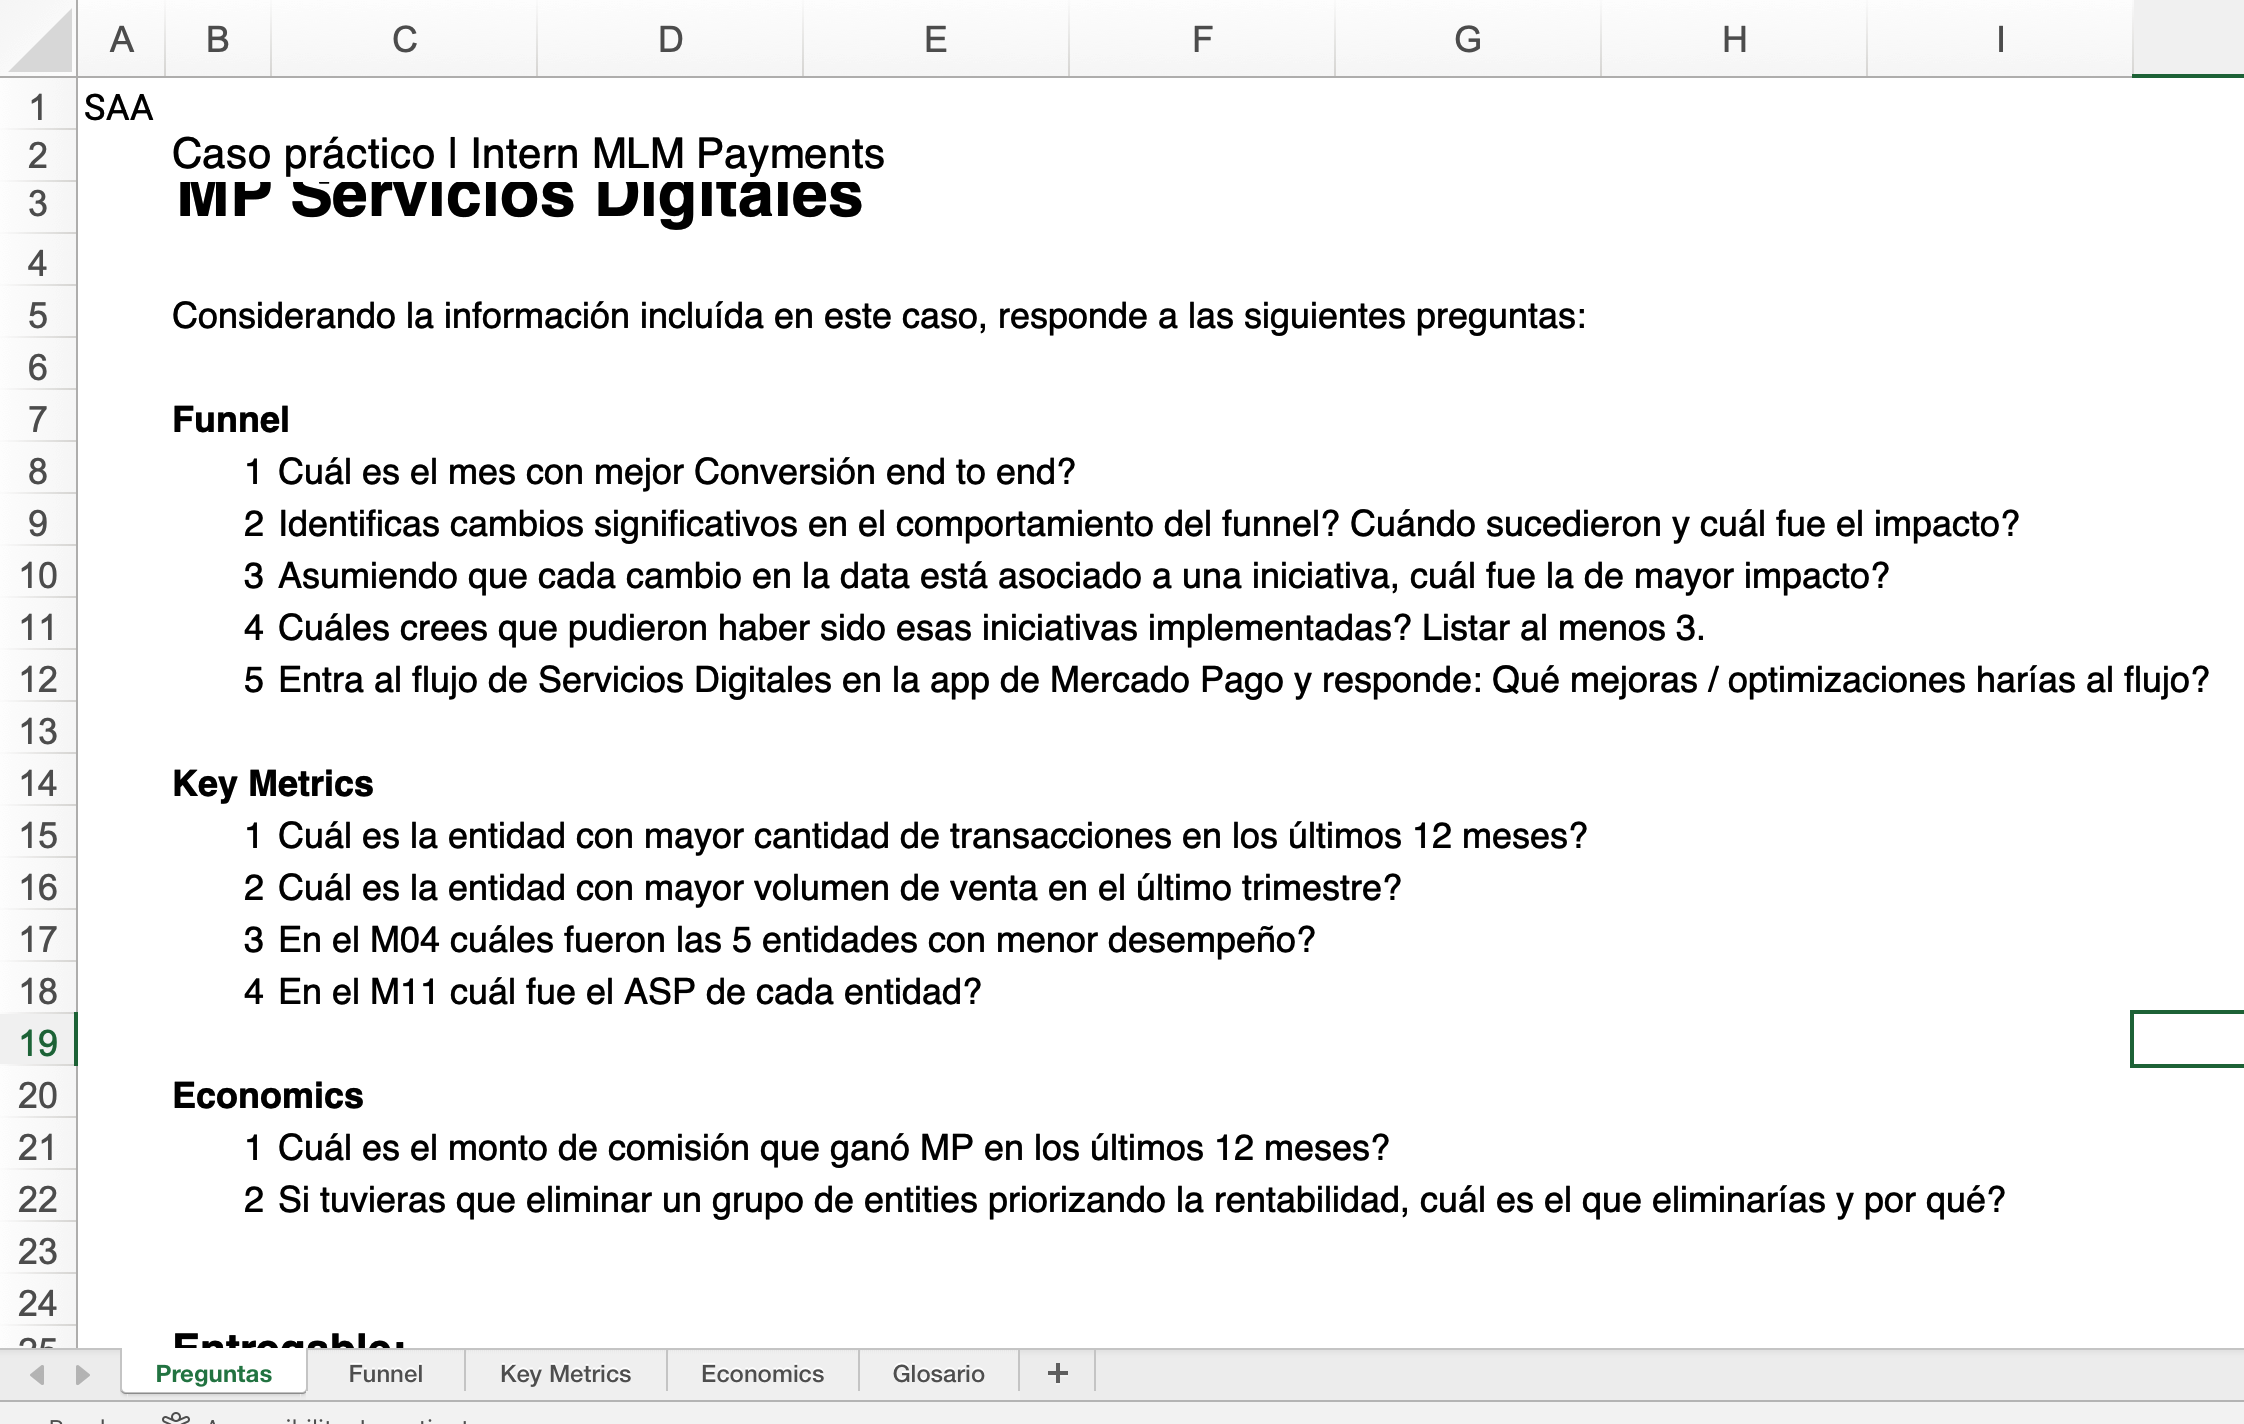 A B C D E F G H I
1 SAA
2 Caso práctico | Intern MLM Payments
3 MP Servicios Digitales
4
5 Considerando la información incluída en este caso, responde a las siguientes preguntas:
6
7 Funnel
8 1 Cuál es el mes con mejor Conversión end to end?
9 2 Identificas cambios significativos en el comportamiento del funnel? Cuándo sucedieron y cuál fue el impacto?
10 3 Asumiendo que cada cambio en la data está asociado a una iniciativa, cuál fue la de mayor impacto?
11 4 Cuáles crees que pudieron haber sido esas iniciativas implementadas? Listar al menos 3.
12 5 Entra al flujo de Servicios Digitales en la app de Mercado Pago y responde: Qué mejoras / optimizaciones harías al flujo?
13
14 Key Metrics
15 1 Cuál es la entidad con mayor cantidad de transacciones en los últimos 12 meses?
16 2 Cuál es la entidad con mayor volumen de venta en el último trimestre?
17 3 En el M04 cuáles fueron las 5 entidades con menor desempeño?
18 4 En el M11 cuál fue el ASP de cada entidad?
19
20 Economics
21 1 Cuál es el monto de comisión que ganó MP en los últimos 12 meses?
22 2 Si tuvieras que eliminar un grupo de entities priorizando la rentabilidad, cuál es el que eliminarías y por qué?
23
24
25 Entregable:
Preguntas Funnel Key Metrics Economics Glosario +